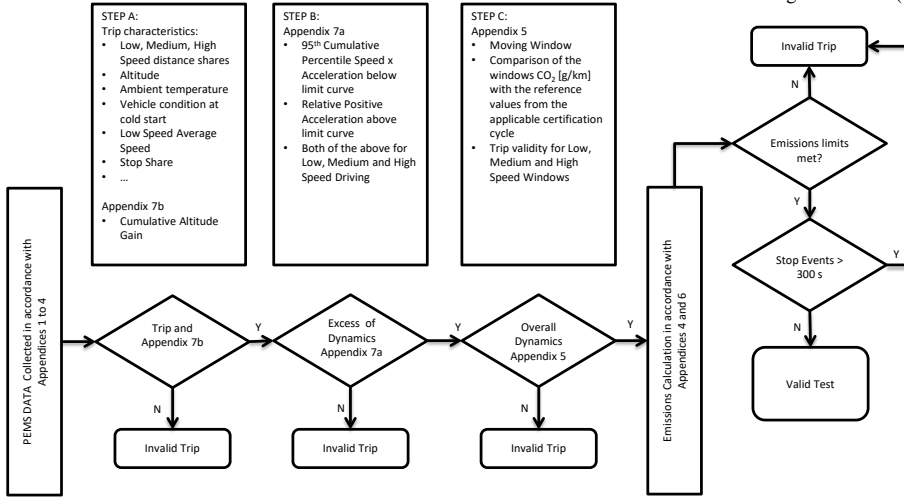 STEP A:
Trip characteristics:
• Low, Medium, High
Speed distance shares
• Altitude
• Ambient temperature
• Vehicle condition at
cold start
• Low Speed Average
Speed
• Stop Share
• ...
Appendix 7b
• Cumulative Altitude
Gain
STEP B:
Appendix 7a
• 95th Cumulative
Percentile Speed x
Acceleration below
limit curve
• Relative Positive
Acceleration above
limit curve
• Both of the above for
Low, Medium and High
Speed Driving
STEP C:
Appendix 5
• Moving Window
• Comparison of the
windows CO2 [g/km]
with the reference
values from the
applicable certification
cycle
• Trip validity for Low,
Medium and High
Speed Windows
PEMS DATA Collected in accordance with
Appendices 1 to 4
Trip and
Appendix 7b
Y
N
Invalid Trip
Excess of
Dynamics
Appendix 7a
Y
N
Invalid Trip
Overall
Dynamics
Appendix 5
Y
N
Invalid Trip
Emissions Calculation in accordance with
Appendices 4 and 6
Invalid Trip
N
Emissions limits
met?
Y
Stop Events >
300 s
Y
N
Valid Test